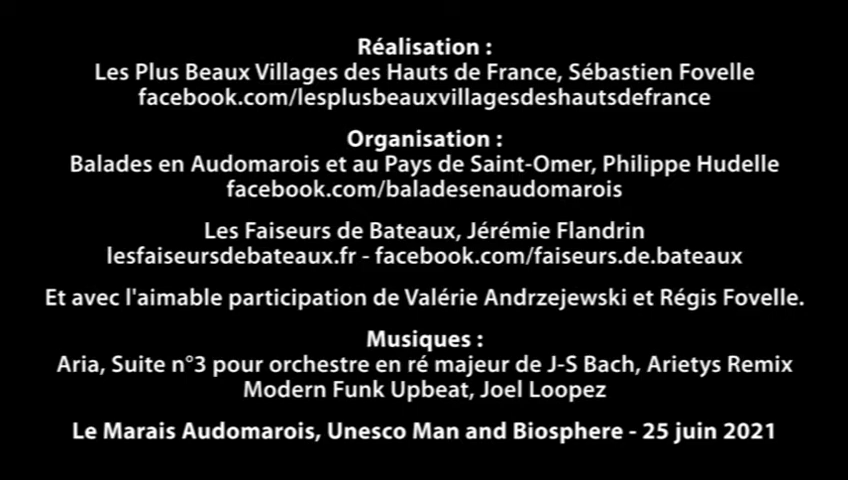 Réalisation :
Les Plus Beaux Villages des Hauts de France, Sébastien Fovelle
facebook.com/lesplusbeauxvillagesdeshautsdefrance
Organisation :
Balades en Audomarois et au Pays de Saint-Omer, Philippe Hudelle
facebook.com/baladesenaudomarois
Les Faiseurs de Bateaux, Jérémie Flandrin
lesfaiseursdebateaux.fr - facebook.com/faiseurs.de.bateaux
Et avec l'aimable participation de Valérie Andrzejewski et Régis Fovelle.
Musiques :
Aria, Suite n°3 pour orchestre en ré majeur de J-S Bach, Arietys Remix
Modern Funk Upbeat, Joel Loopez
Le Marais Audomarois, Unesco Man and Biosphere - 25 juin 2021